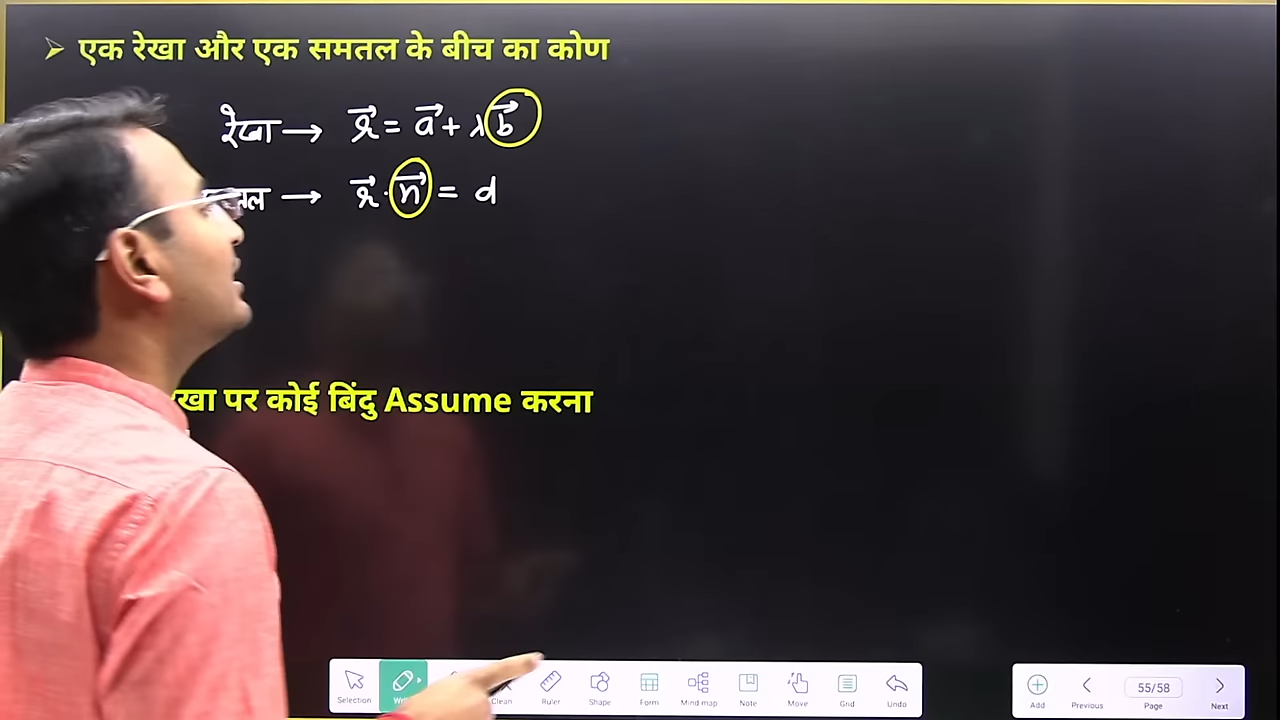 ➤ एक रेखा और एक समतल के बीच का कोण
रेखा → r⃗ = a⃗ + λb⃗
→ r⃗ · n⃗ = d
पर कोई बिंदु Assume करना
Selection
Clean
Ruler
Shape
Form
Mind map
Note
Move
Grid
Undo
Add
Previous
55/58
Page
Next